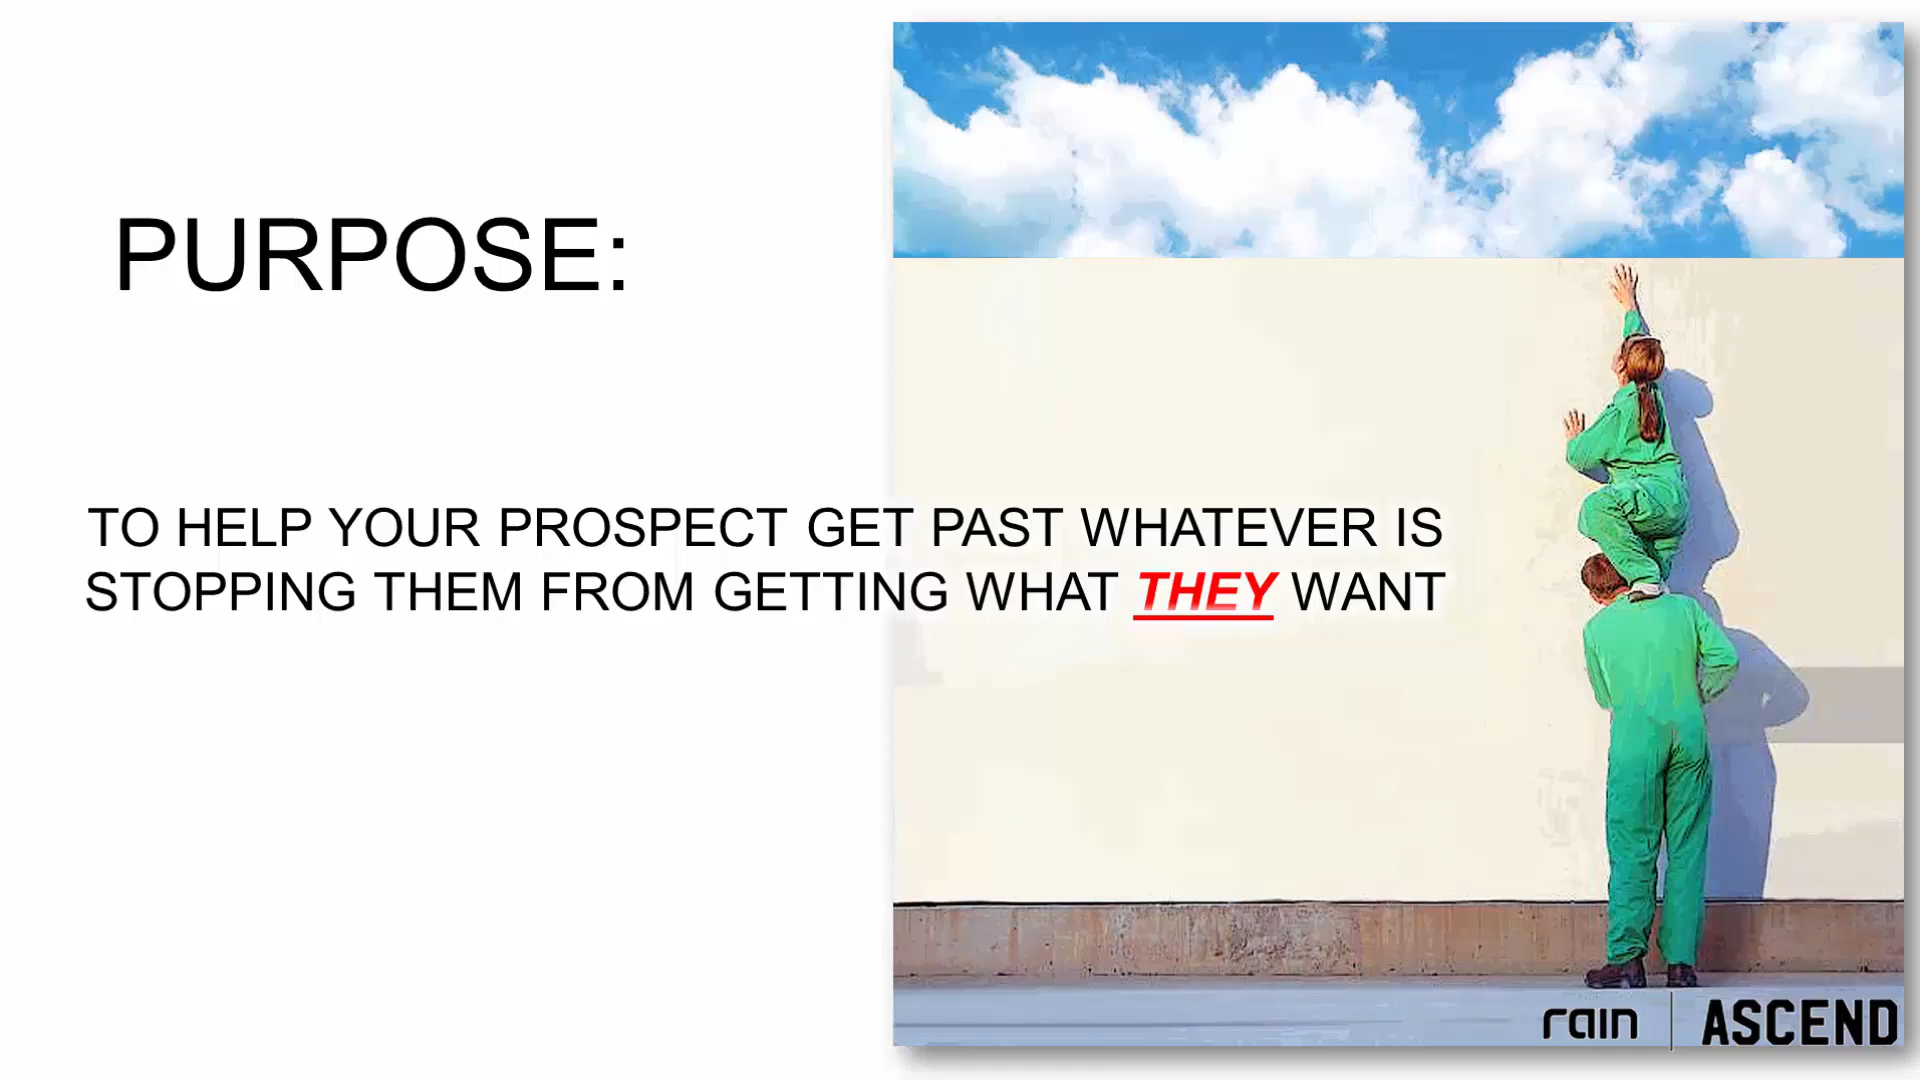 PURPOSE:
TO HELP YOUR PROSPECT GET PAST WHATEVER IS
STOPPING THEM FROM GETTING WHAT THEY WANT
rain | ASCEND